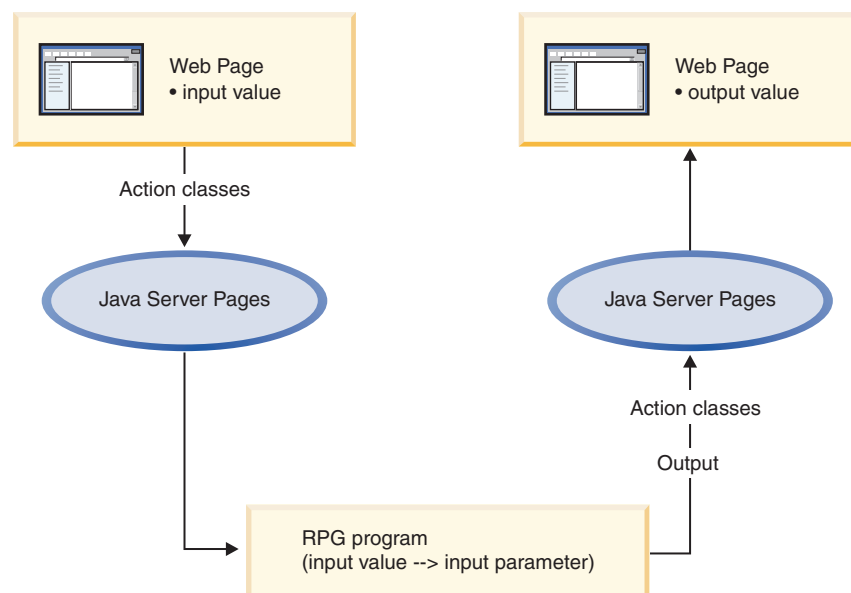 Web Page
• input value
Web Page
• output value
Action classes
Java Server Pages
Java Server Pages
Action classes
Output
RPG program
(input value --> input parameter)